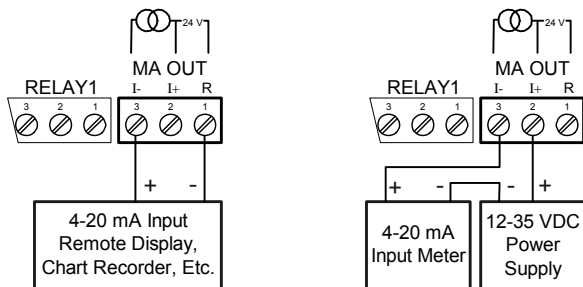 24 V
MA OUT
RELAY1
I- I+ R
3 2 1
3 2 1
+ -
4-20 mA Input
Remote Display,
Chart Recorder, Etc.
24 V
MA OUT
RELAY1
I- I+ R
3 2 1
3 2 1
+ - - +
4-20 mA
Input Meter
12-35 VDC
Power
Supply